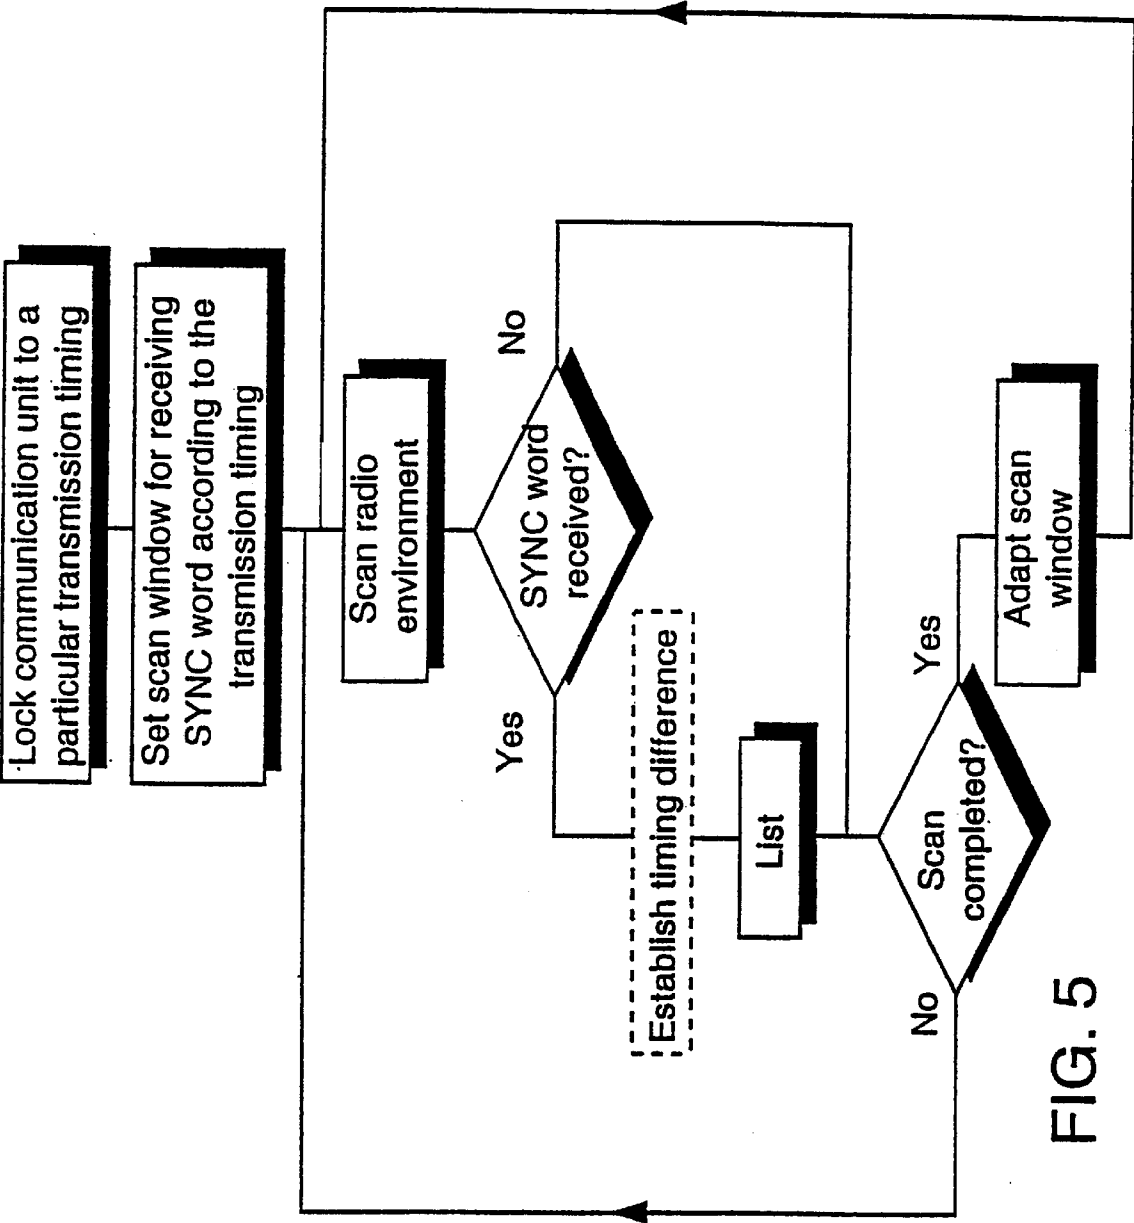 Lock communication unit to a
particular transmission timing
Set scan window for receiving
SYNC word according to the
transmission timing
Scan radio
environment
SYNC word
received?
No
Yes
Establish timing difference
List
Scan
completed?
No
Yes
Adapt scan
window
FIG. 5